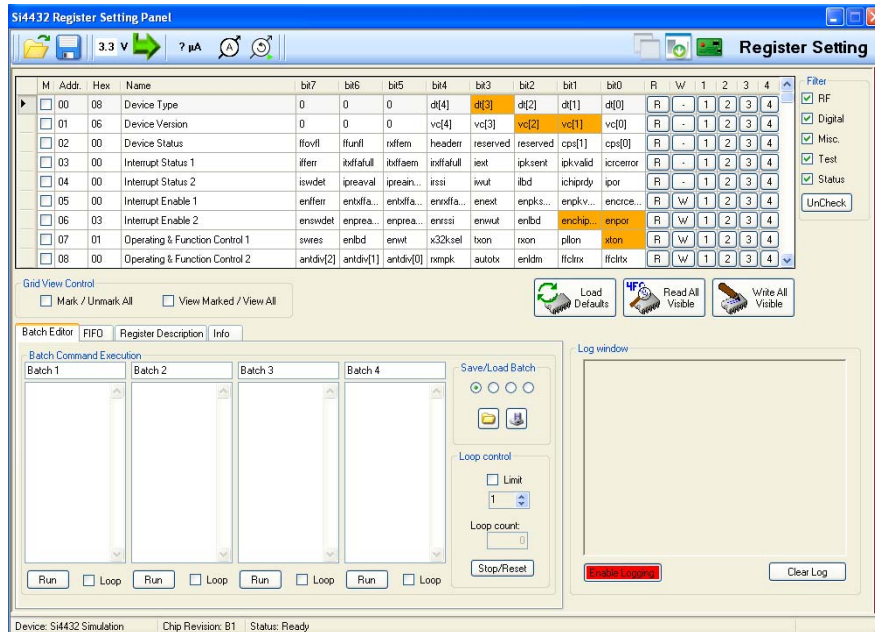 Si4432 Register Setting Panel
3.3 V ? µA A 5 Register Setting
M Addr. Hex Name bit7 bit6 bit5 bit4 bit3 bit2 bit1 bit0 R W 1 2 3 4
00 08 Device Type 0 0 0 dt[4] dt[3] dt[2] dt[1] dt[0] R - 1 2 3 4
01 06 Device Version 0 0 0 vc[4] vc[3] vc[2] vc[1] vc[0] R - 1 2 3 4
02 00 Device Status ffovfl ffunfl rxffem headerr reserved reserved cps[1] cps[0] R - 1 2 3 4
03 00 Interrupt Status 1 ifferr itxffafull itxffaem irxffafull iext ipksent ipkvalid icrcerror R - 1 2 3 4
04 00 Interrupt Status 2 iswdet ipreaval ipreain... irssi iwut ilbd ichiprdy ipor R - 1 2 3 4
05 00 Interrupt Enable 1 enfferr entxffa... entxffa... enrxffa... enext enpks... enpkv... encrce... R W 1 2 3 4
06 03 Interrupt Enable 2 enswdet enprea... enprea... enrssi enwut enlbd enchip... enpor R W 1 2 3 4
07 01 Operating & Function Control 1 swres enlbd enwt x32ksel txon rxon pllon xton R W 1 2 3 4
08 00 Operating & Function Control 2 antdiv[2] antdiv[1] antdiv[0] rxmpk autotx enldm ffclrrx ffclrtx R W 1 2 3 4
Filter
RF
Digital
Misc.
Test
Status
UnCheck
Grid View Control
Mark / Unmark All View Marked / View All
Load Defaults
Read All Visible
Write All Visible
Batch Editor FIFO Register Description Info
Batch Command Execution
Batch 1 Batch 2 Batch 3 Batch 4
Run Loop Run Loop Run Loop Run Loop
Save/Load Batch
Loop control
Limit
1
Loop count:
0
Stop/Reset
Log window
Enable Logging Clear Log
Device: Si4432 Simulation Chip Revision: B1 Status: Ready